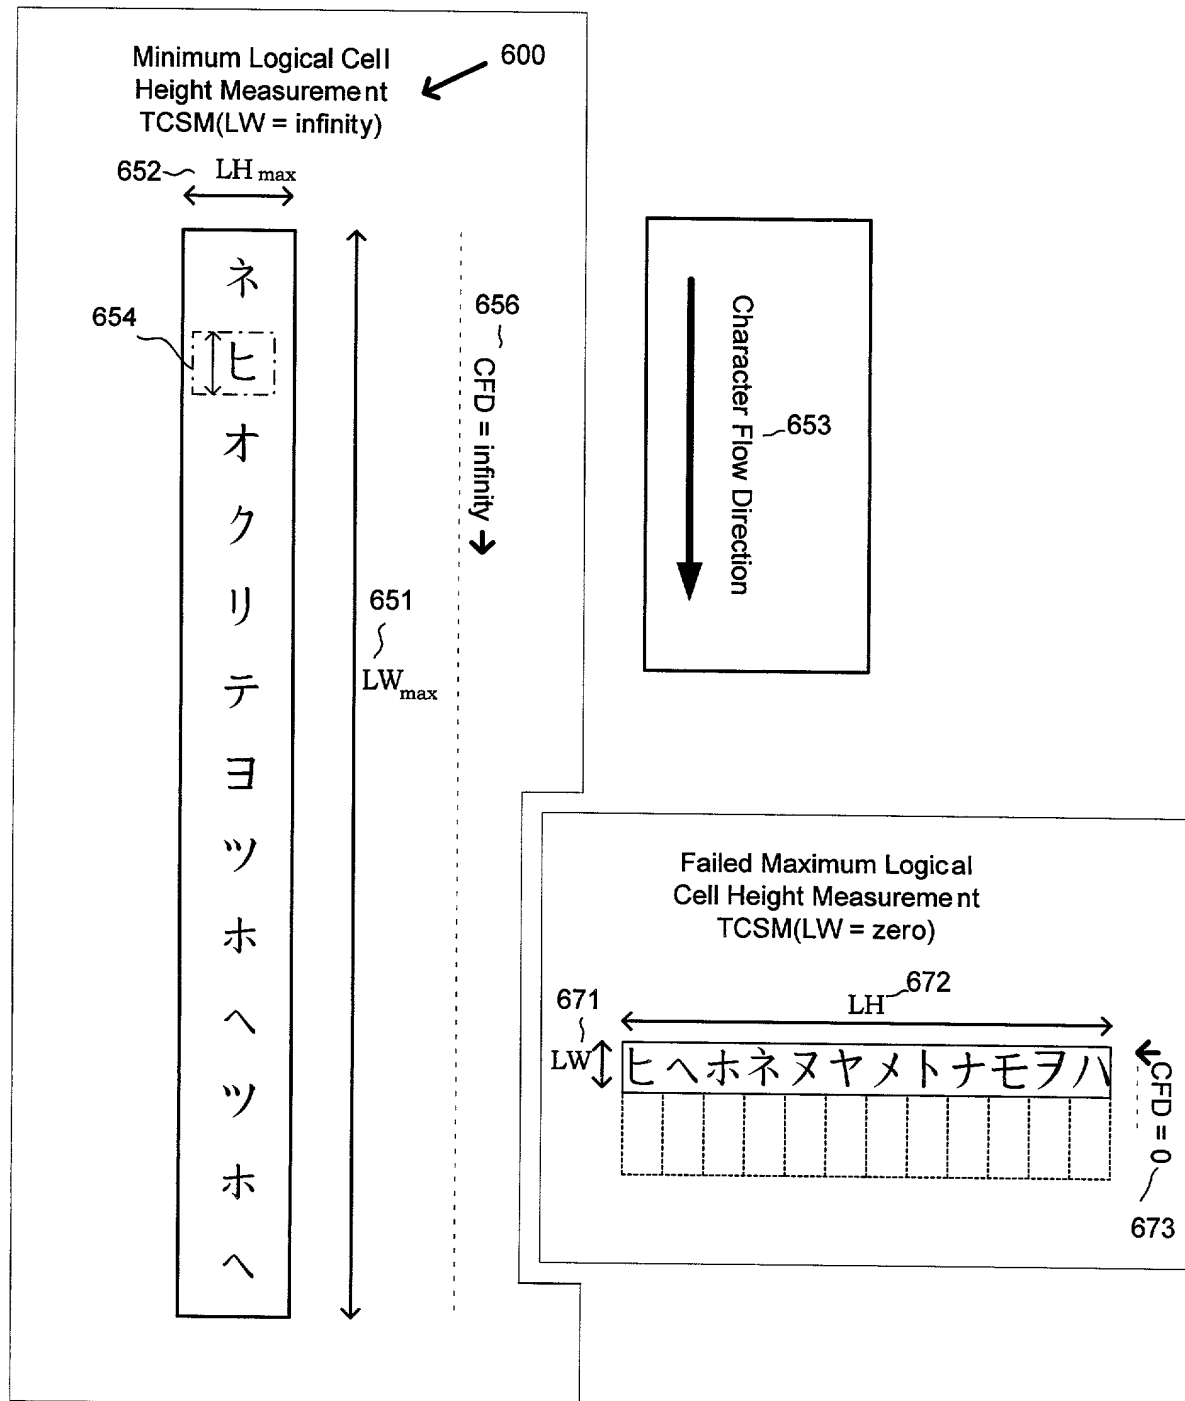 Minimum Logical Cell
Height Measurement
TCSM(LW = infinity)
600
652
LH max
654
ネヒオクリテヨツホヘツホヘ
651
LWmax
656
CFD = infinity
Character Flow Direction
653
Failed Maximum Logical
Cell Height Measurement
TCSM(LW = zero)
671
LW
LH
672
ヒヘホネヌヤメトナモヲハ
CFD = 0
673